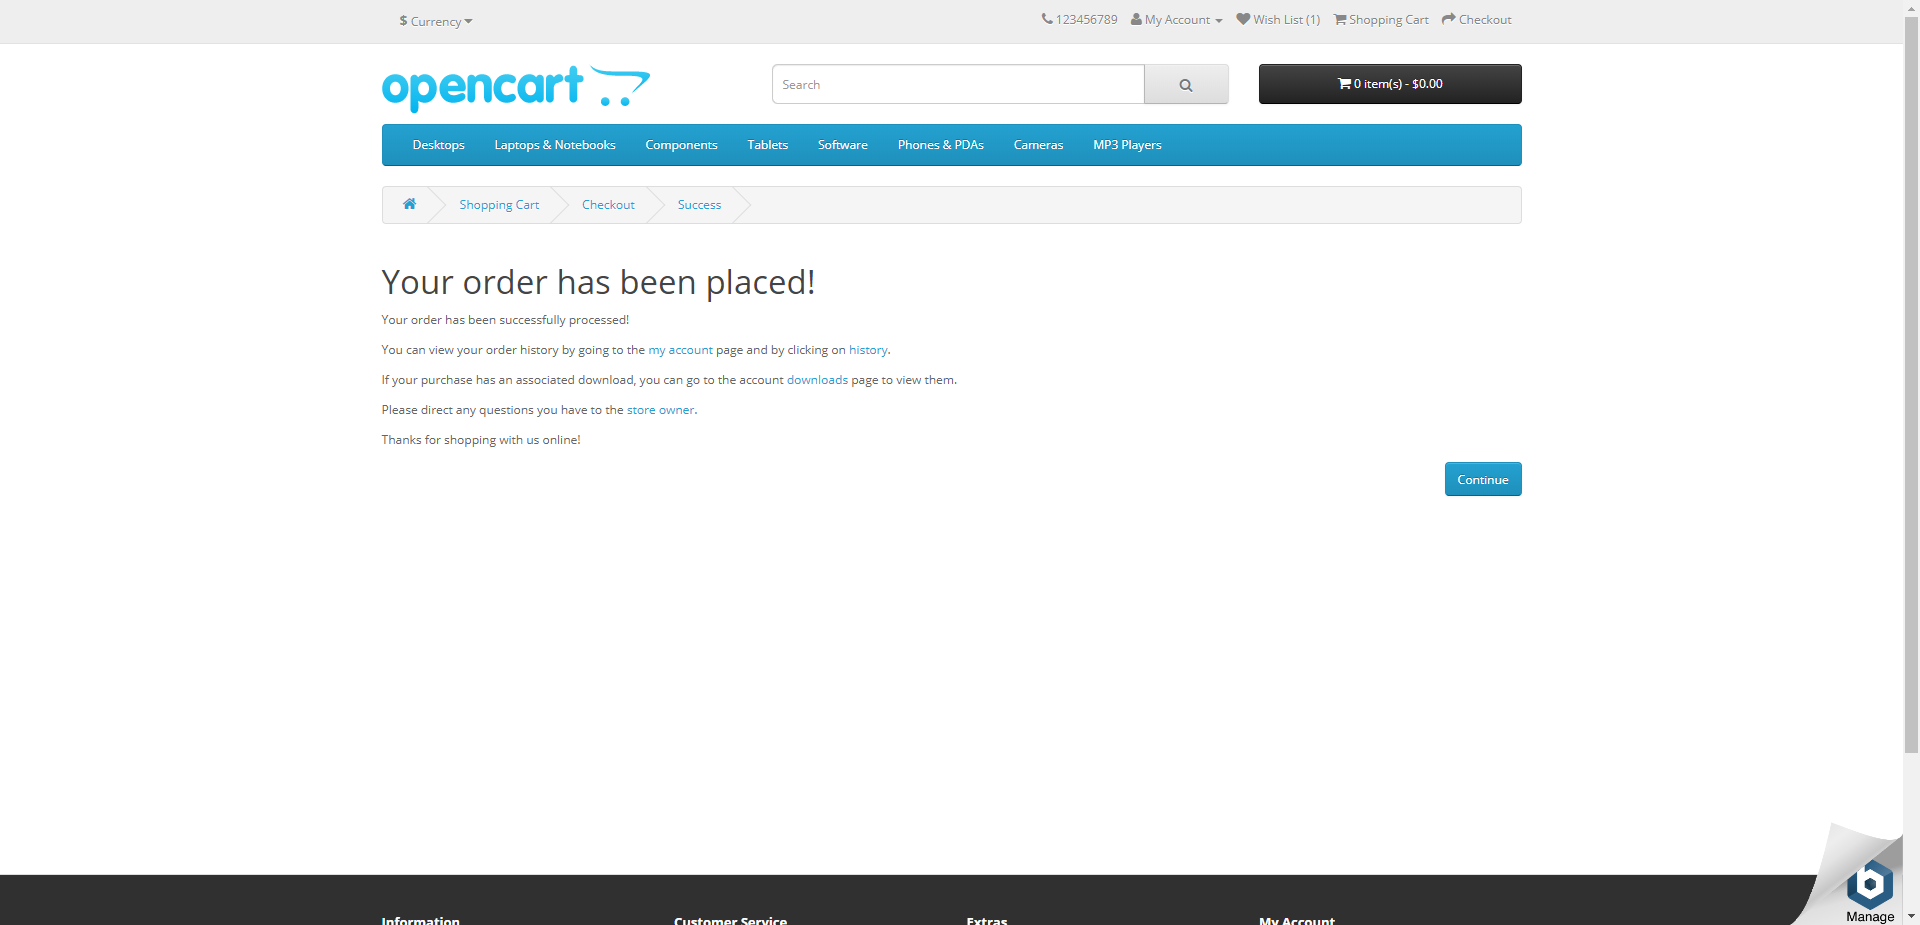 $ Currency
123456789 My Account Wish List (1) Shopping Cart Checkout
opencart
Search
0 item(s) - $0.00
Desktops Laptops & Notebooks Components Tablets Software Phones & PDAs Cameras MP3 Players
Shopping Cart Checkout Success
Your order has been placed!
Your order has been successfully processed!
You can view your order history by going to the my account page and by clicking on history.
If your purchase has an associated download, you can go to the account downloads page to view them.
Please direct any questions you have to the store owner.
Thanks for shopping with us online!
Continue
Information Customer Service Extras My Account
Manage